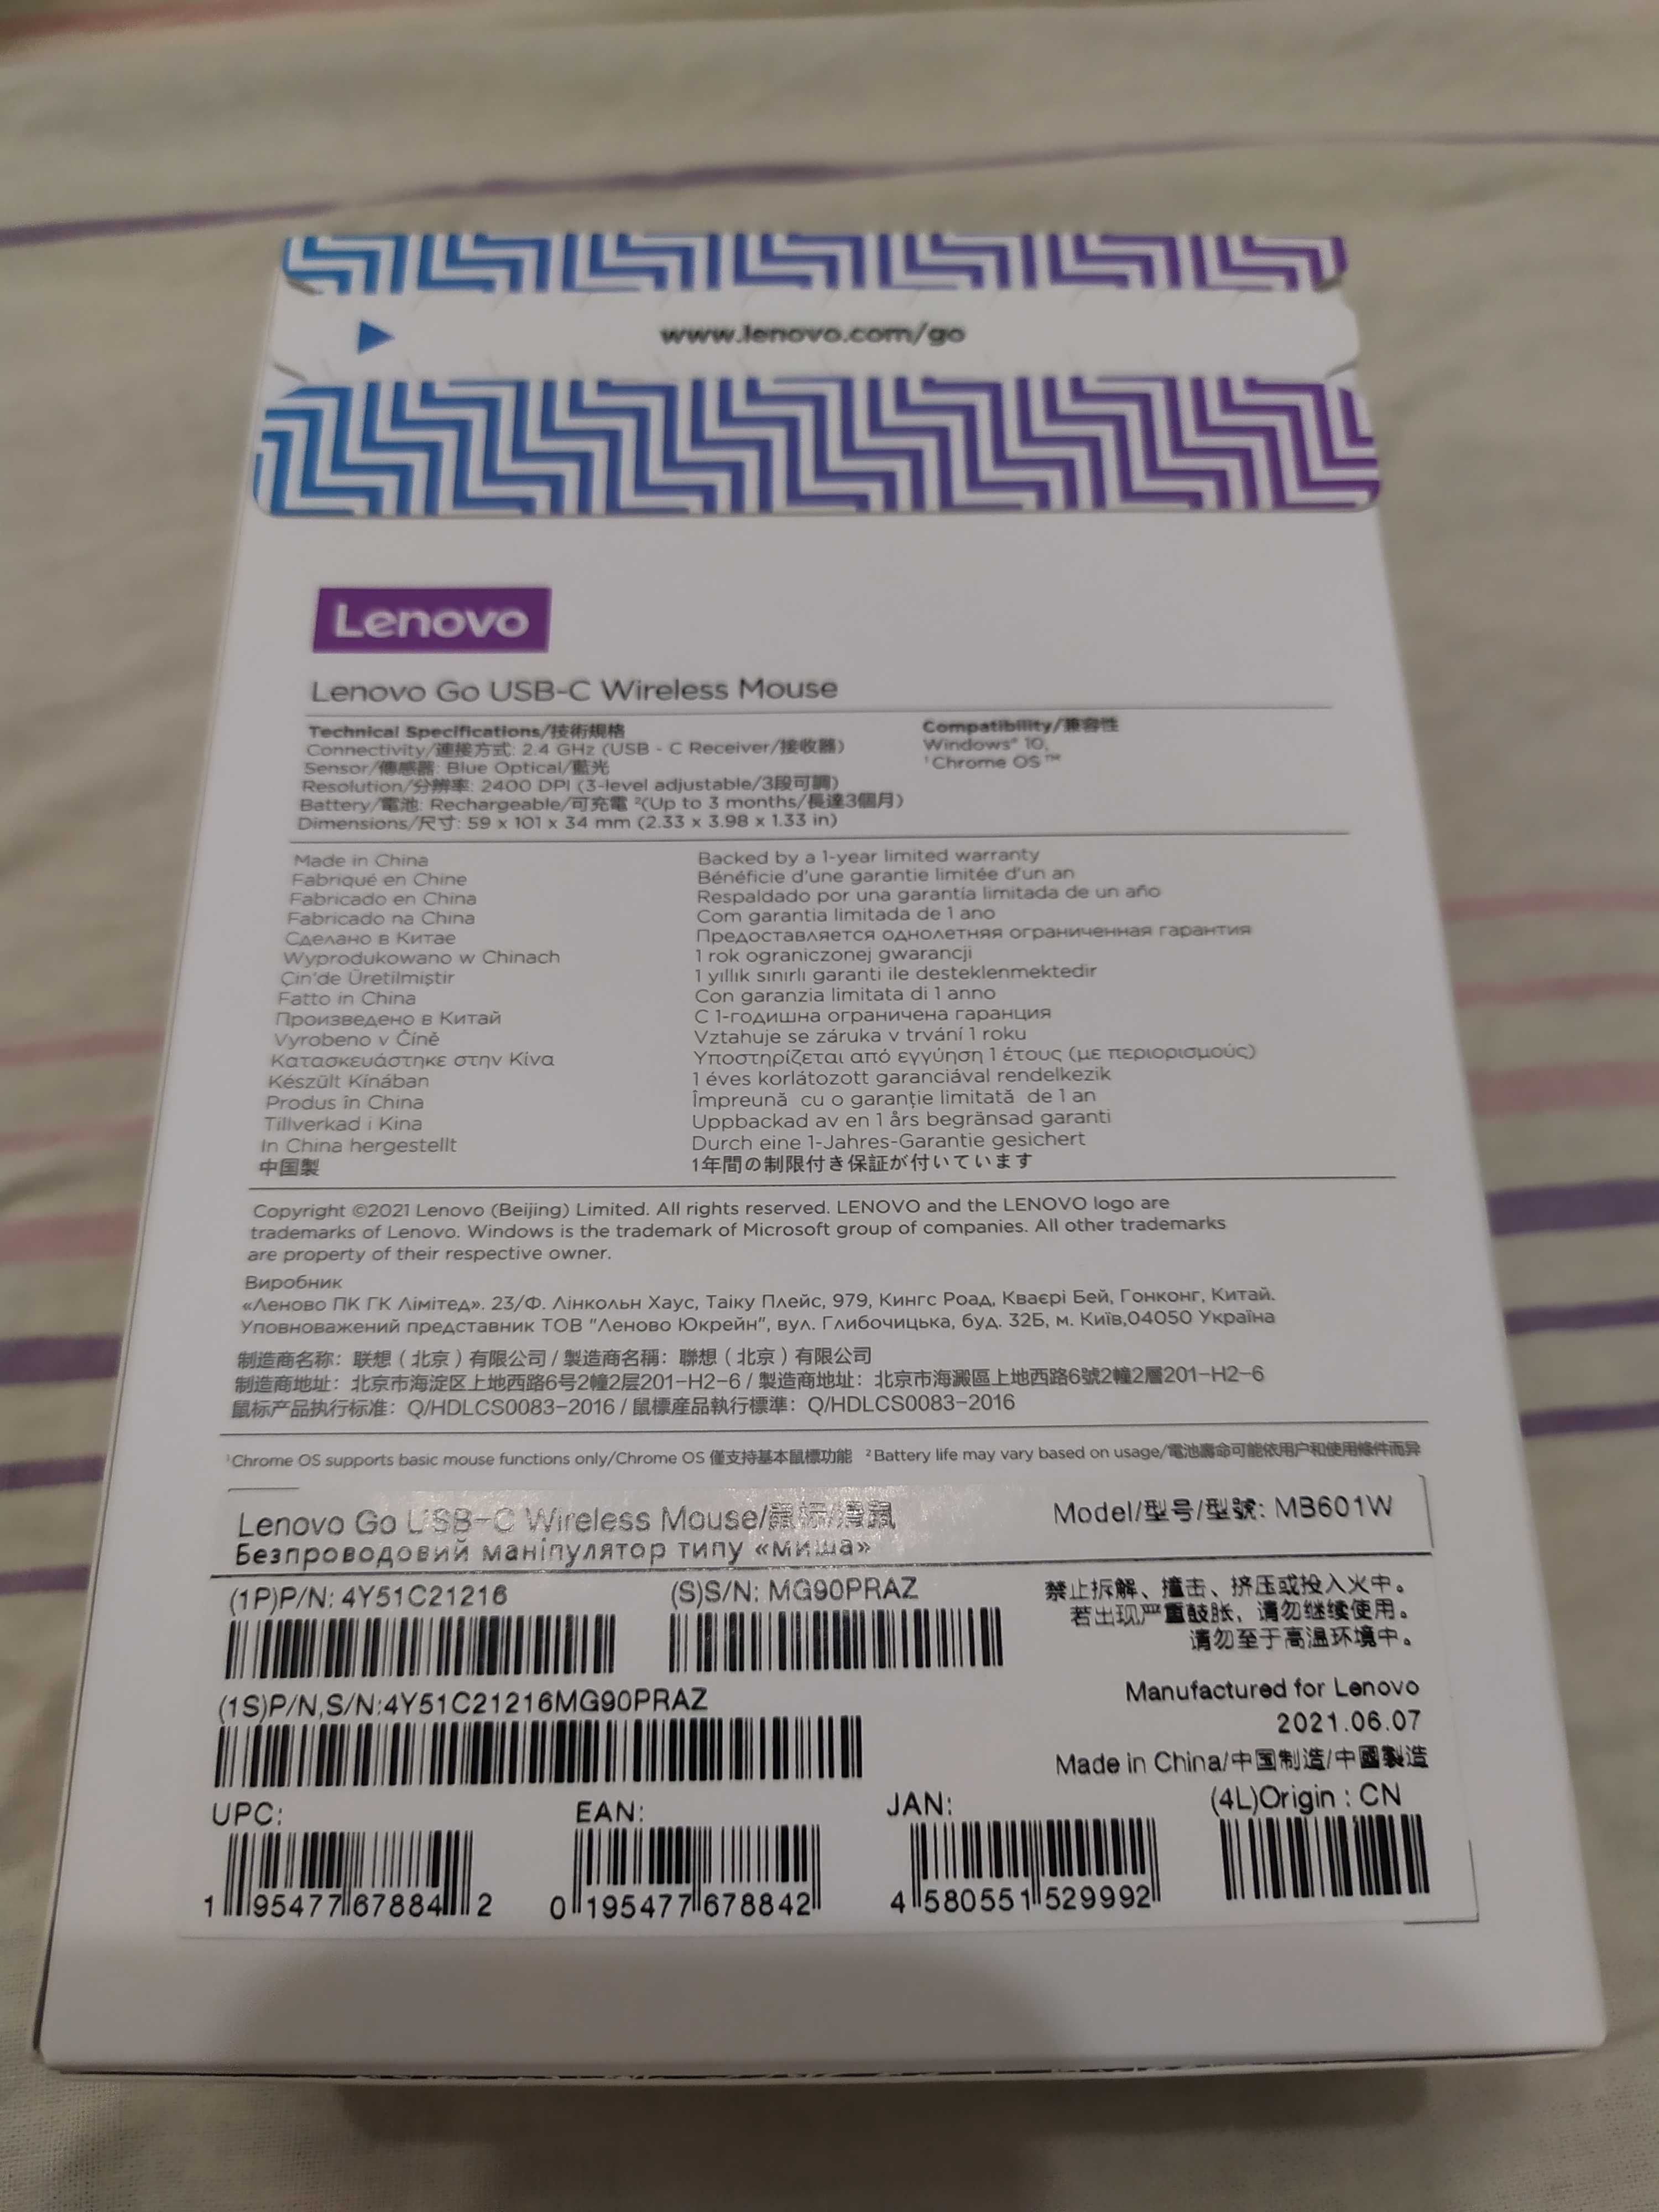 www.lenovo.com/go
Lenovo
Lenovo Go USB-C Wireless Mouse
Technical Specifications/技術規格
Connectivity/連接方式: 2.4 GHz (USB - C Receiver/接收器)
Sensor/傳感器: Blue Optical/藍光
Resolution/分辨率: 2400 DPI (3-level adjustable/3段可調)
Battery/電池: Rechargeable/可充電 ²(Up to 3 months/長達3個月)
Dimensions/尺寸: 59 x 101 x 34 mm (2.33 x 3.98 x 1.33 in)
Compatibility/兼容性
Windows® 10,
¹Chrome OS™
Made in China
Fabriqué en Chine
Fabricado en China
Fabricado na China
Сделано в Китае
Wyprodukowano w Chinach
Çin'de Üretilmiştir
Fatto in China
Произведено в Китай
Vyrobeno v Číně
Κατασκευάστηκε στην Κίνα
Készült Kínában
Produs în China
Tillverkad i Kina
In China hergestellt
中国製
Backed by a 1-year limited warranty
Bénéficie d'une garantie limitée d'un an
Respaldado por una garantía limitada de un año
Com garantia limitada de 1 ano
Предоставляется однолетняя ограниченная гарантия
1 rok ograniczonej gwarancji
1 yıllık sınırlı garanti ile desteklenmektedir
Con garanzia limitata di 1 anno
С 1-годишна ограничена гаранция
Vztahuje se záruka v trvání 1 roku
Υποστηρίζεται από εγγύηση 1 έτους (με περιορισμούς)
1 éves korlátozott garanciával rendelkezik
Împreună cu o garanție limitată de 1 an
Uppbackad av en 1 års begränsad garanti
Durch eine 1-Jahres-Garantie gesichert
1年間の制限付き保証が付いています
Copyright ©2021 Lenovo (Beijing) Limited. All rights reserved. LENOVO and the LENOVO logo are
trademarks of Lenovo. Windows is the trademark of Microsoft group of companies. All other trademarks
are property of their respective owner.
Виробник
«Леново ПК ГК Лімітед». 23/Ф. Лінкольн Хаус, Таіку Плейс, 979, Кингс Роад, Кваєрі Бей, Гонконг, Китай.
Уповноважений представник ТОВ "Леново Юкрейн", вул. Глибочицька, буд. 32Б, м. Київ,04050 Україна
制造商名称：联想（北京）有限公司 / 製造商名稱：聯想（北京）有限公司
制造商地址：北京市海淀区上地西路6号2幢2层201-H2-6 / 製造商地址：北京市海澱區上地西路6號2幢2層201-H2-6
鼠标产品执行标准：Q/HDLCS0083-2016 / 鼠標産品執行標準：Q/HDLCS0083-2016
¹Chrome OS supports basic mouse functions only/Chrome OS 僅支持基本鼠標功能 ²Battery life may vary based on usage/電池壽命可能依用户和使用條件而异
Lenovo Go USB-C Wireless Mouse/鼠标/滑鼠
Model/型号/型號: MB601W
Безпроводовий маніпулятор типу «миша»
(1P)P/N: 4Y51C21216
(S)S/N: MG90PRAZ
禁止拆解、撞击、挤压或投入火中。
若出现严重鼓胀，请勿继续使用。
请勿至于高温环境中。
(1S)P/N,S/N:4Y51C21216MG90PRAZ
Manufactured for Lenovo
2021.06.07
Made in China/中国制造/中國製造
UPC:
1 95477 67884 2
EAN:
0 195477 678842
JAN:
4 580551 529992
(4L)Origin : CN